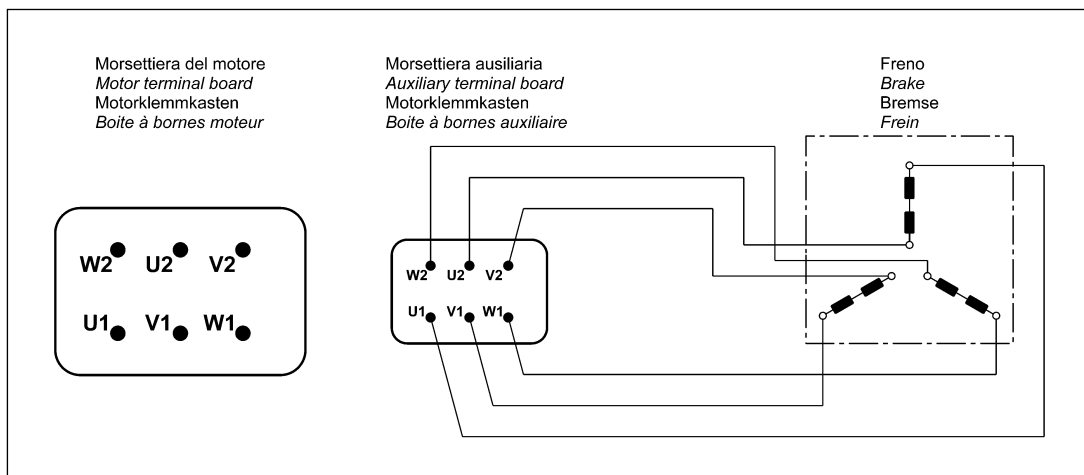 Morsettiera del motore
Motor terminal board
Motorklemmkasten
Boite à bornes moteur
Morsettiera ausiliaria
Auxiliary terminal board
Motorklemmkasten
Boite à bornes auxiliaire
Freno
Brake
Bremse
Frein
W2 U2 V2
U1 V1 W1
W2 U2 V2
U1 V1 W1